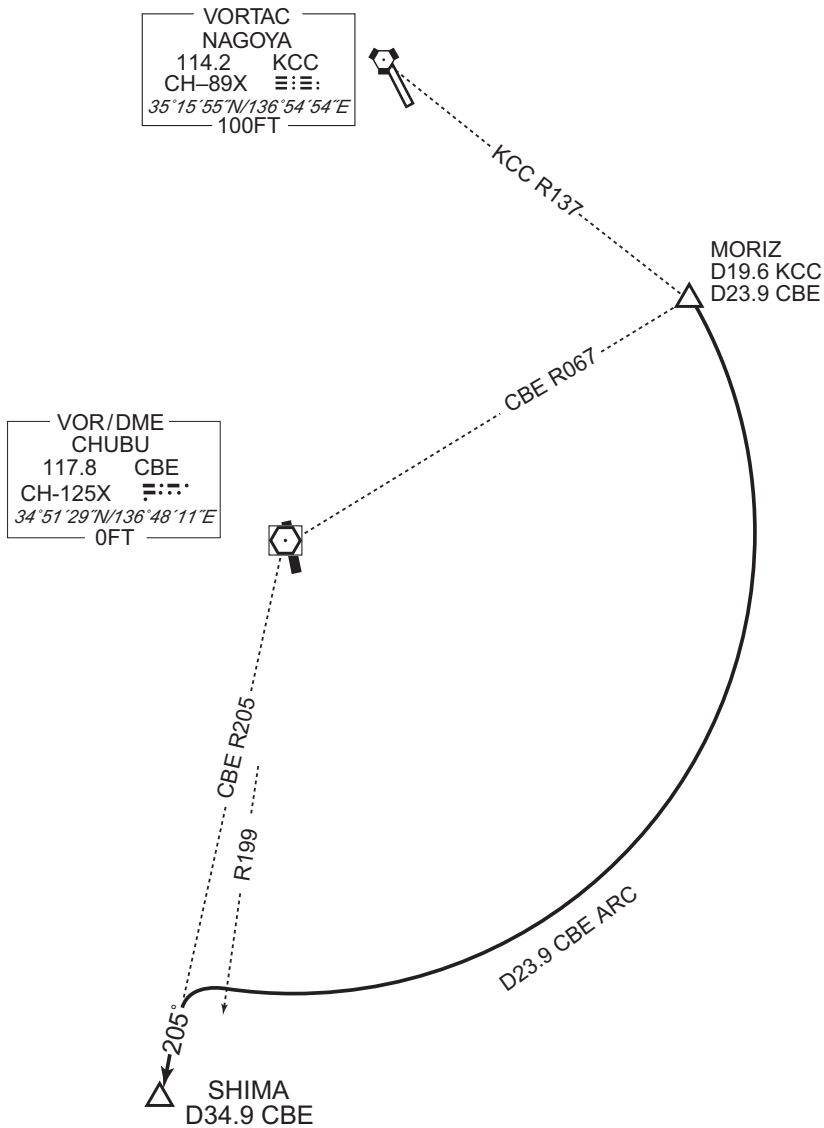 VORTAC
NAGOYA
114.2 KCC
CH–89X
35°15´55˝N/136°54´54˝E
100FT
KCC R137
MORIZ
D19.6 KCC
D23.9 CBE
CBE R067
VOR/DME
CHUBU
117.8 CBE
CH-125X
34°51´29˝N/136°48´11˝E
0FT
CBE R205
R199
D23.9 CBE ARC
205°
SHIMA
D34.9 CBE